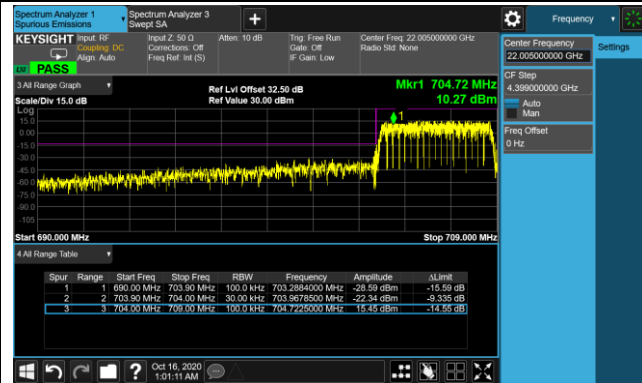 Spectrum Analyzer 1
Spurious Emissions
Spectrum Analyzer 3
Swept SA
+
Frequency
KEYSIGHT
Input: RF
Coupling: DC
Align: Auto
Input Z: 50 Ω
Corrections: Off
Freq Ref: Int (S)
Atten: 10 dB
Trig: Free Run
Gate: Off
IF Gain: Low
Center Freq: 22.005000000 GHz
Radio Std: None
PASS
Center Frequency
22.005000000 GHz
Settings
CF Step
4.399000000 GHz
Auto
Man
Freq Offset
0 Hz
3 All Range Graph
Ref Lvl Offset 32.50 dB
Mkr1 704.72 MHz
Scale/Div 15.0 dB
Ref Value 30.00 dBm
10.27 dBm
Log
1
15.0
0.00
-15.0
-30.0
-45.0
-60.0
-75.0
-90.0
-105
Start 690.000 MHz
Stop 709.000 MHz
4 All Range Table
Spur Range Start Freq Stop Freq RBW Frequency Amplitude ΔLimit
1 1 690.00 MHz 703.90 MHz 100.0 kHz 703.2884000 MHz -28.59 dBm -15.59 dB
2 2 703.90 MHz 704.00 MHz 30.00 kHz 703.9678500 MHz -22.34 dBm -9.335 dB
3 3 704.00 MHz 709.00 MHz 100.0 kHz 704.7225000 MHz 15.45 dBm -14.55 dB
?
Oct 16, 2020
1:01:11 AM